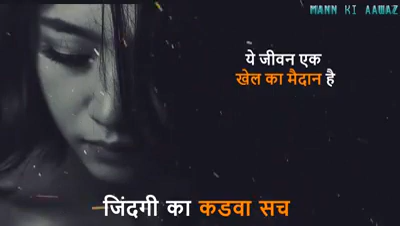 MANN KI AAWAZ
ये जीवन एक
खेल का मैदान है
जिंदगी का कडवा सच